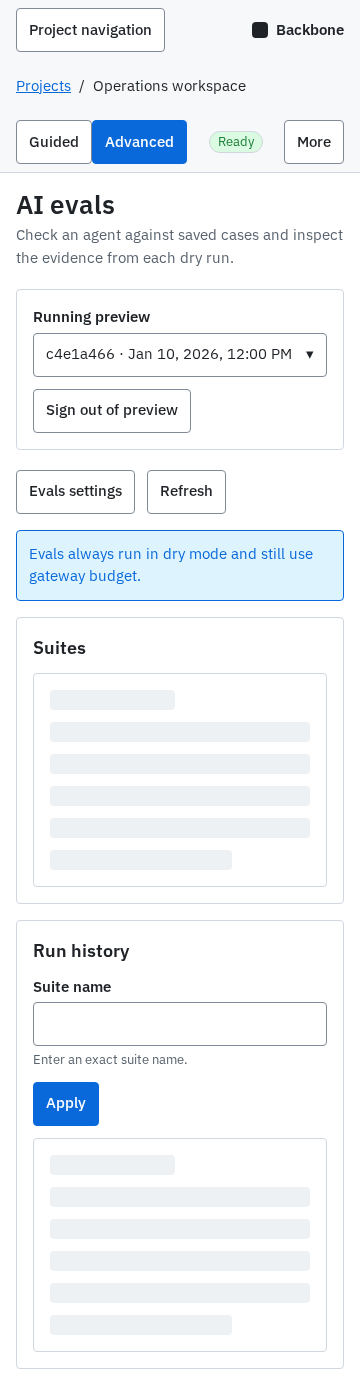 Project navigation
Backbone
Projects / Operations workspace
Guided
Advanced
Ready
More
AI evals
Check an agent against saved cases and inspect
the evidence from each dry run.
Running preview
c4e1a466 · Jan 10, 2026, 12:00 PM ▾
Sign out of preview
Evals settings
Refresh
Evals always run in dry mode and still use
gateway budget.
Suites
Run history
Suite name
Enter an exact suite name.
Apply